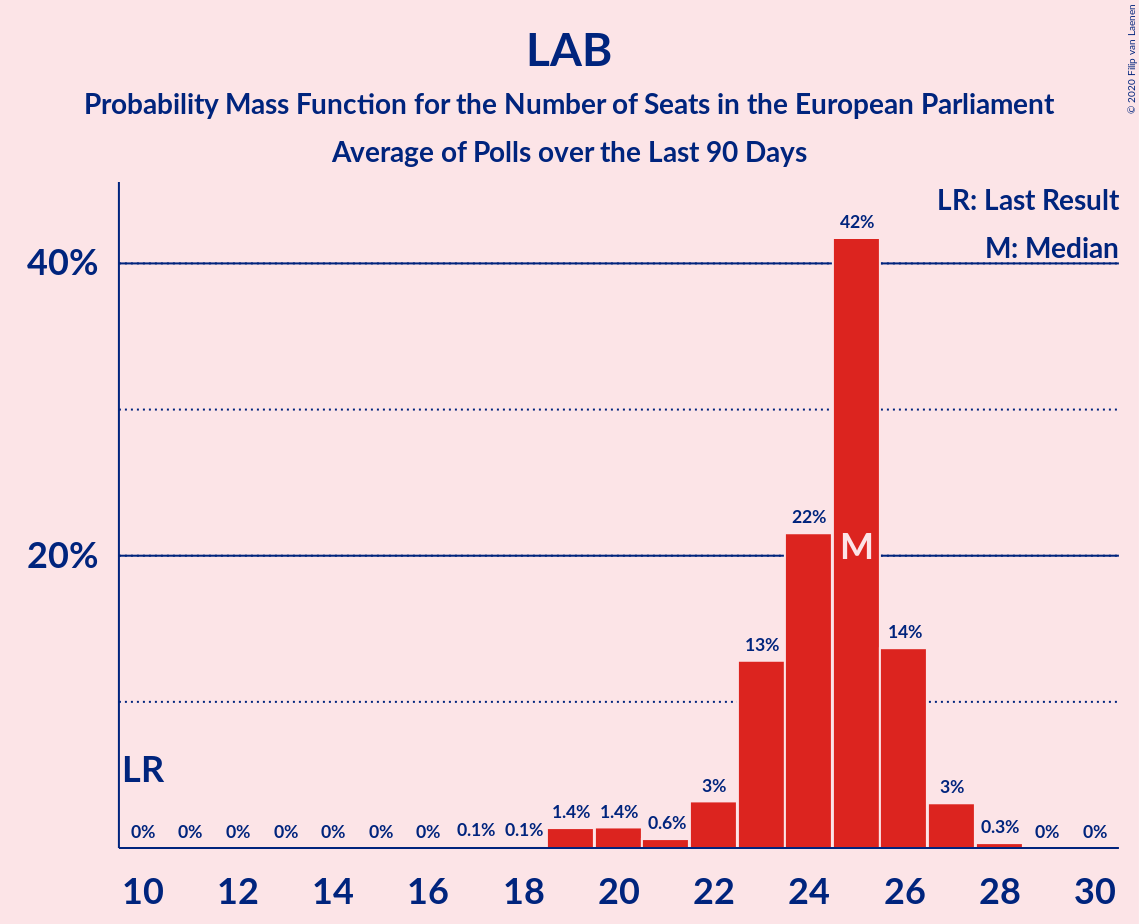 LAB
Probability Mass Function for the Number of Seats in the European Parliament
Average of Polls over the Last 90 Days
© 2020 Filip van Laenen
LR: Last Result
M: Median
40%
20%
42%
22%
M
14%
13%
LR
3%
3%
0% 0% 0% 0% 0% 0% 0% 0.1% 0.1% 1.4% 1.4% 0.6% 0.3% 0% 0%
10 12 14 16 18 20 22 24 26 28 30